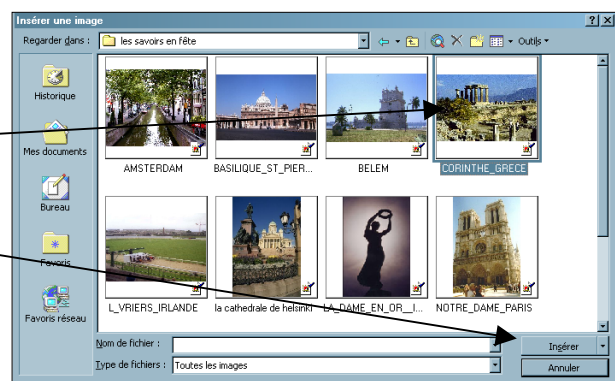 Insérer une image
Regarder dans : les savoirs en fête Outils
Historique
Mes documents
Bureau
Favoris
Favoris réseau
AMSTERDAM BASILIQUE_ST_PIER... BELEM CORINTHE_GRECE
L_VRIERS_IRLANDE la cathedrale de helsinki LA_DAME_EN_OR__I... NOTRE_DAME_PARIS
Nom de fichier : Insérer
Type de fichiers : Toutes les images Annuler